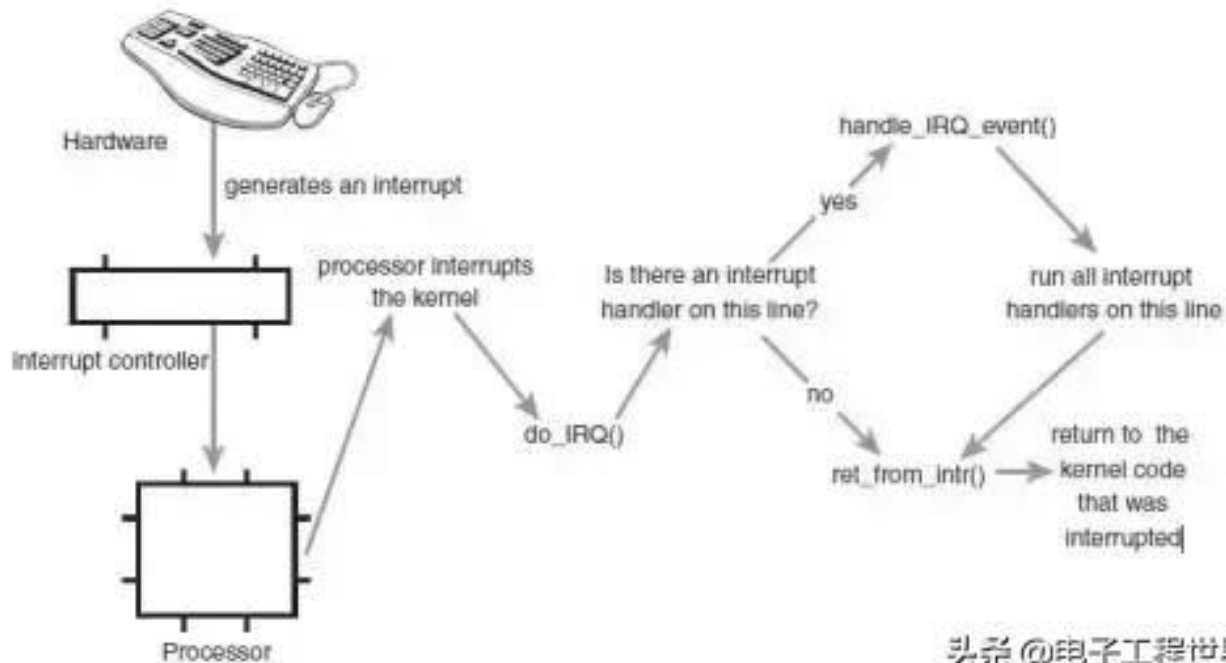 Hardware
generates an interrupt
interrupt controller
Processor
processor interrupts
the kernel
do_IRQ()
Is there an interrupt
handler on this line?
yes
no
handle_IRQ_event()
run all interrupt
handlers on this line
ret_from_intr()
return to the
kernel code
that was
interrupted
头条 @电子工程世界